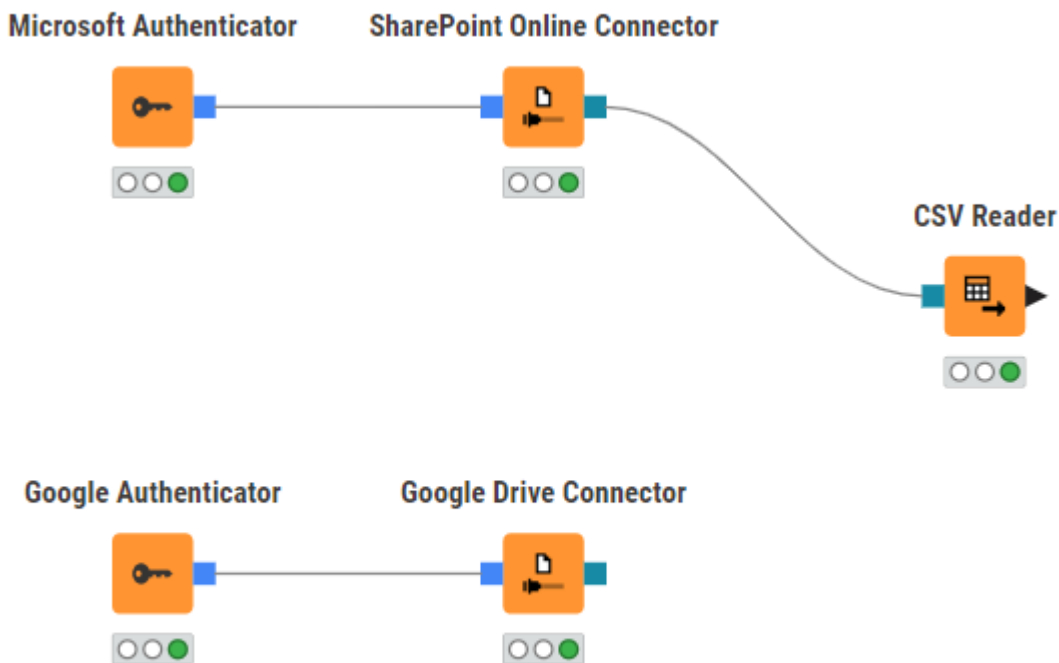 Microsoft Authenticator
SharePoint Online Connector
CSV Reader
Google Authenticator
Google Drive Connector